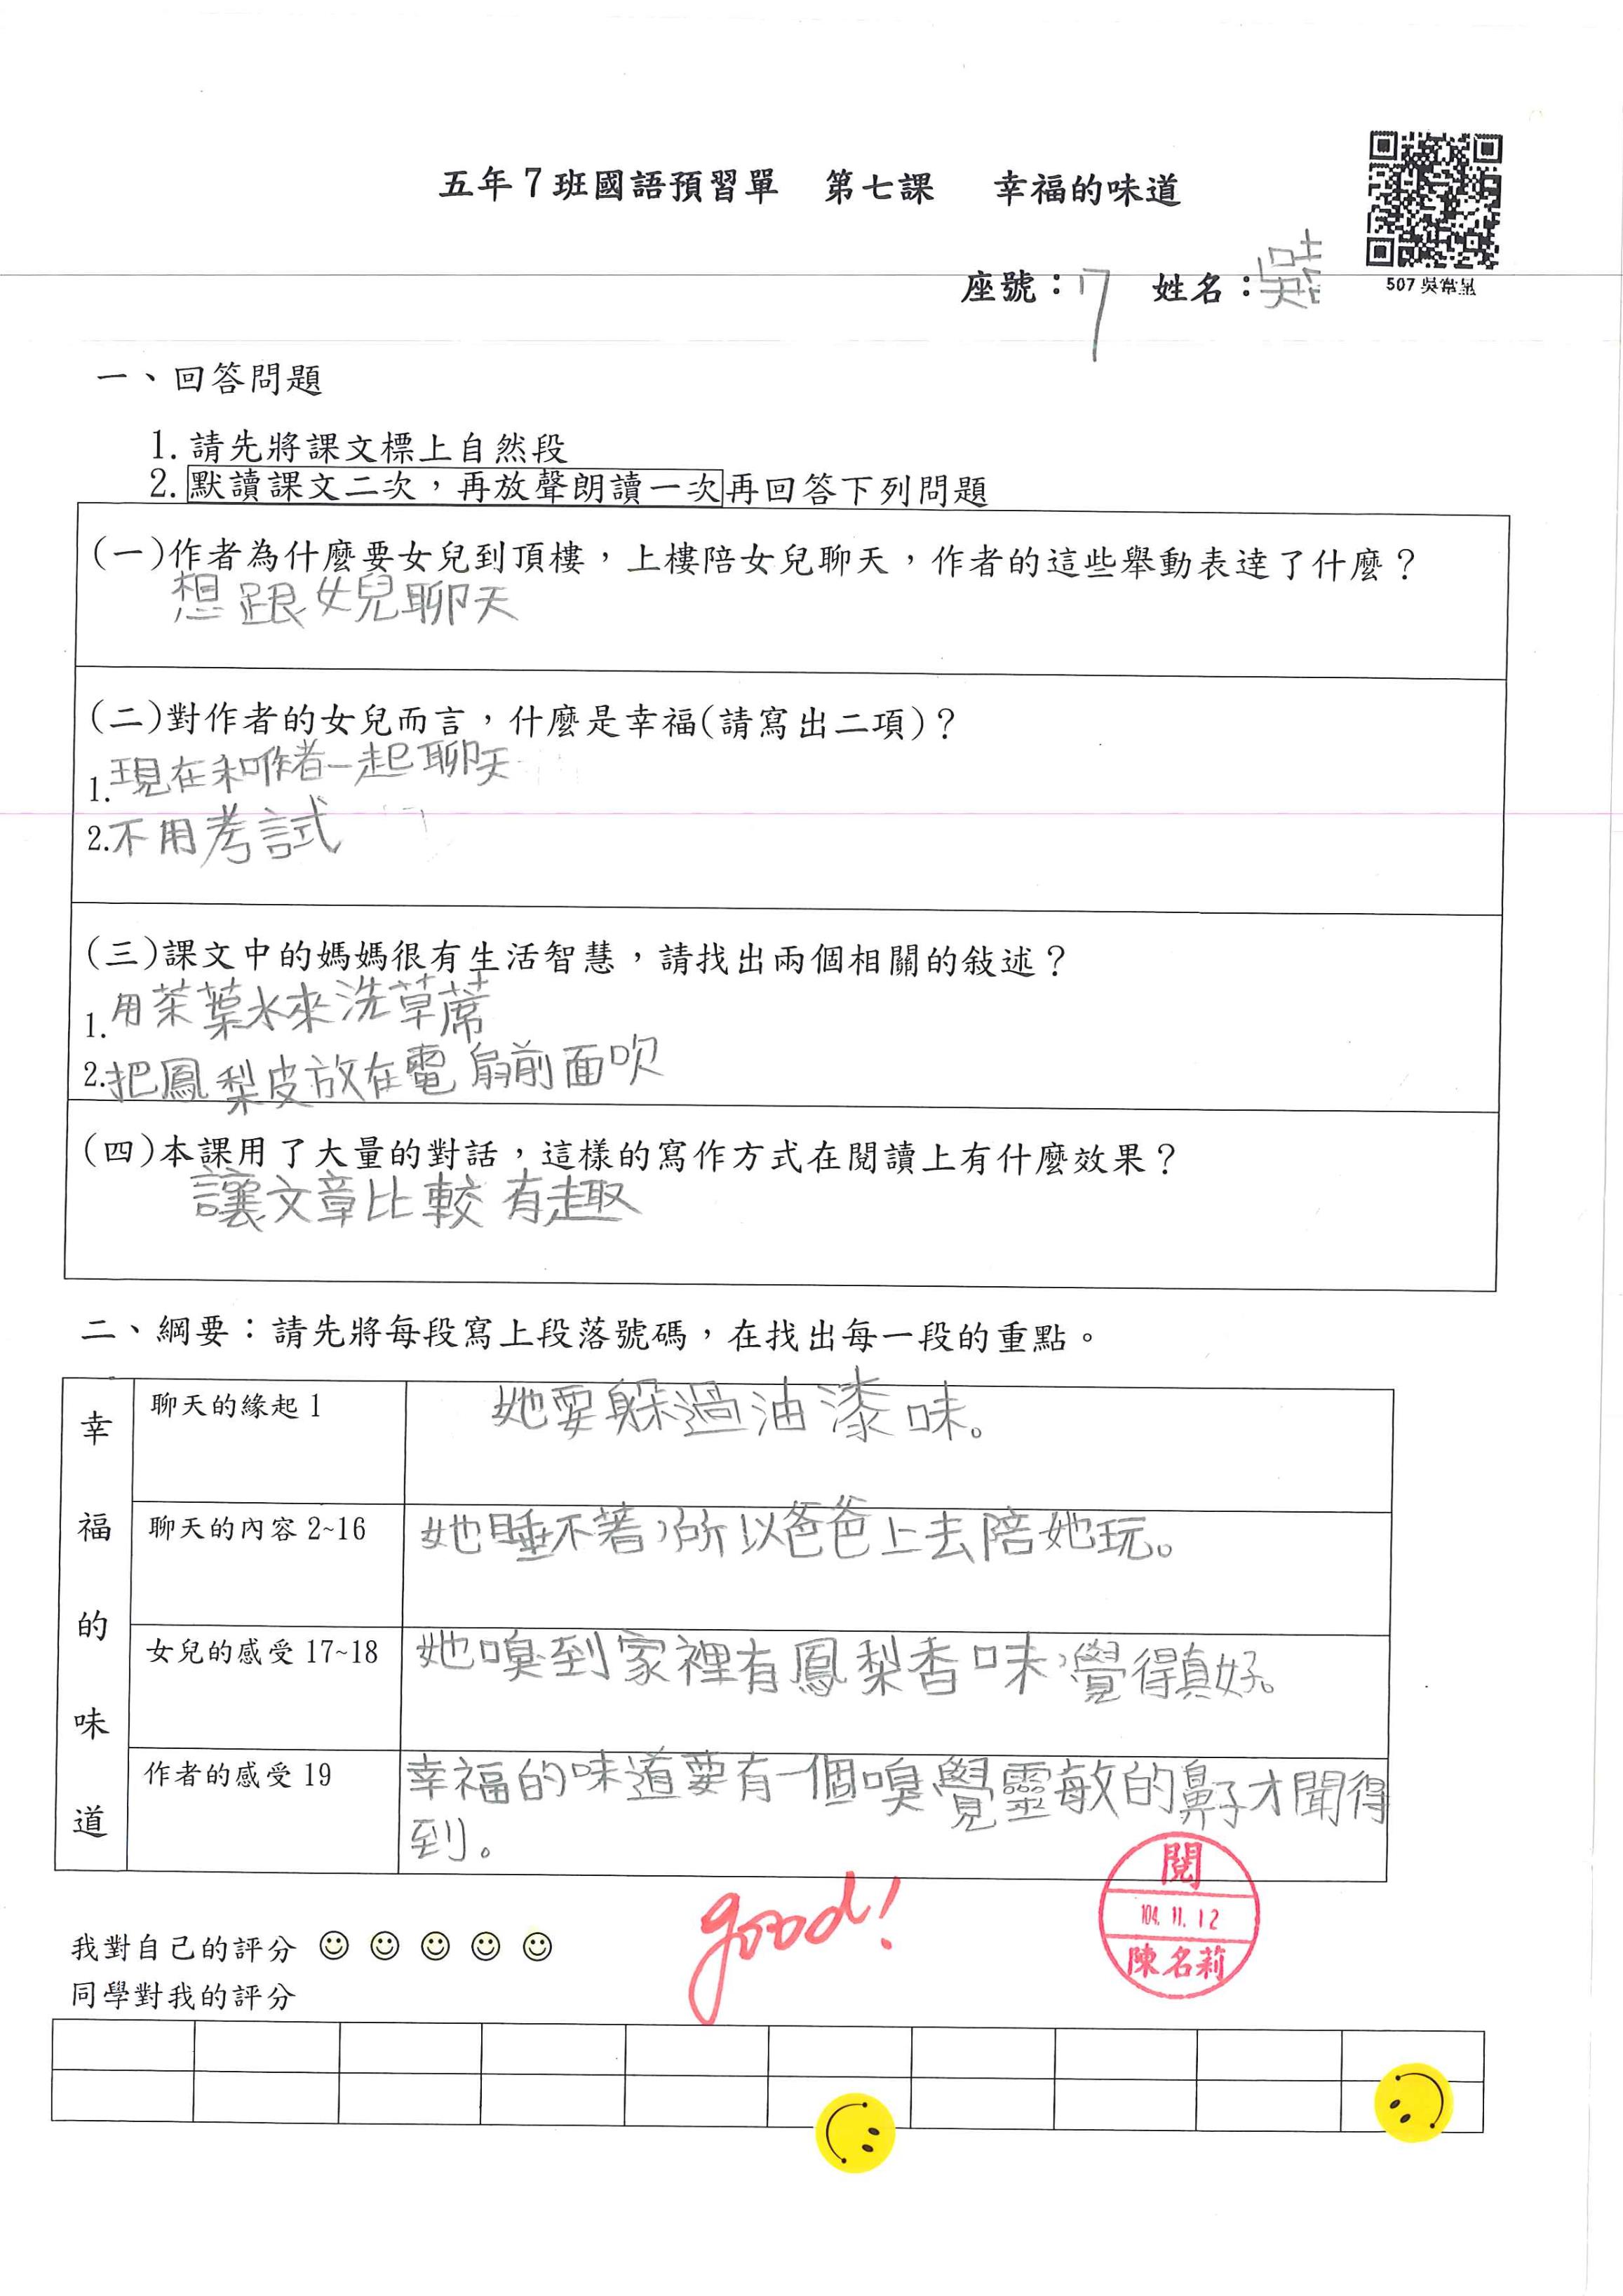 五年7班國語預習單 第七課 幸福的味道
507 吳常昱
座號：17 姓名：吳
一、回答問題
1. 請先將課文標上自然段
2. 默讀課文二次，再放聲朗讀一次再回答下列問題
(一)作者為什麼要女兒到頂樓，上樓陪女兒聊天，作者的這些舉動表達了什麼？
想跟女兒聊天
(二)對作者的女兒而言，什麼是幸福(請寫出二項)？
1.現在和作者一起聊天
2.不用考試
(三)課文中的媽媽很有生活智慧，請找出兩個相關的敍述？
1.用茶葉水來洗草蓆
2.把鳳梨皮放在電扇前面吹
(四)本課用了大量的對話，這樣的寫作方式在閱讀上有什麼效果？
讓文章比較有趣
二、綱要：請先將每段寫上段落號碼，在找出每一段的重點。
幸福的味道
聊天的緣起 1 她要躲過油漆味。
聊天的內容 2~16 她睡不著，所以爸爸上去陪她玩。
女兒的感受 17~18 她嗅到家裡有鳳梨香味，覺得真好。
作者的感受 19 幸福的味道要有一個嗅覺靈敏的鼻子才聞得
到。
good!
閱
104.11.12
陳名莉
我對自己的評分
同學對我的評分